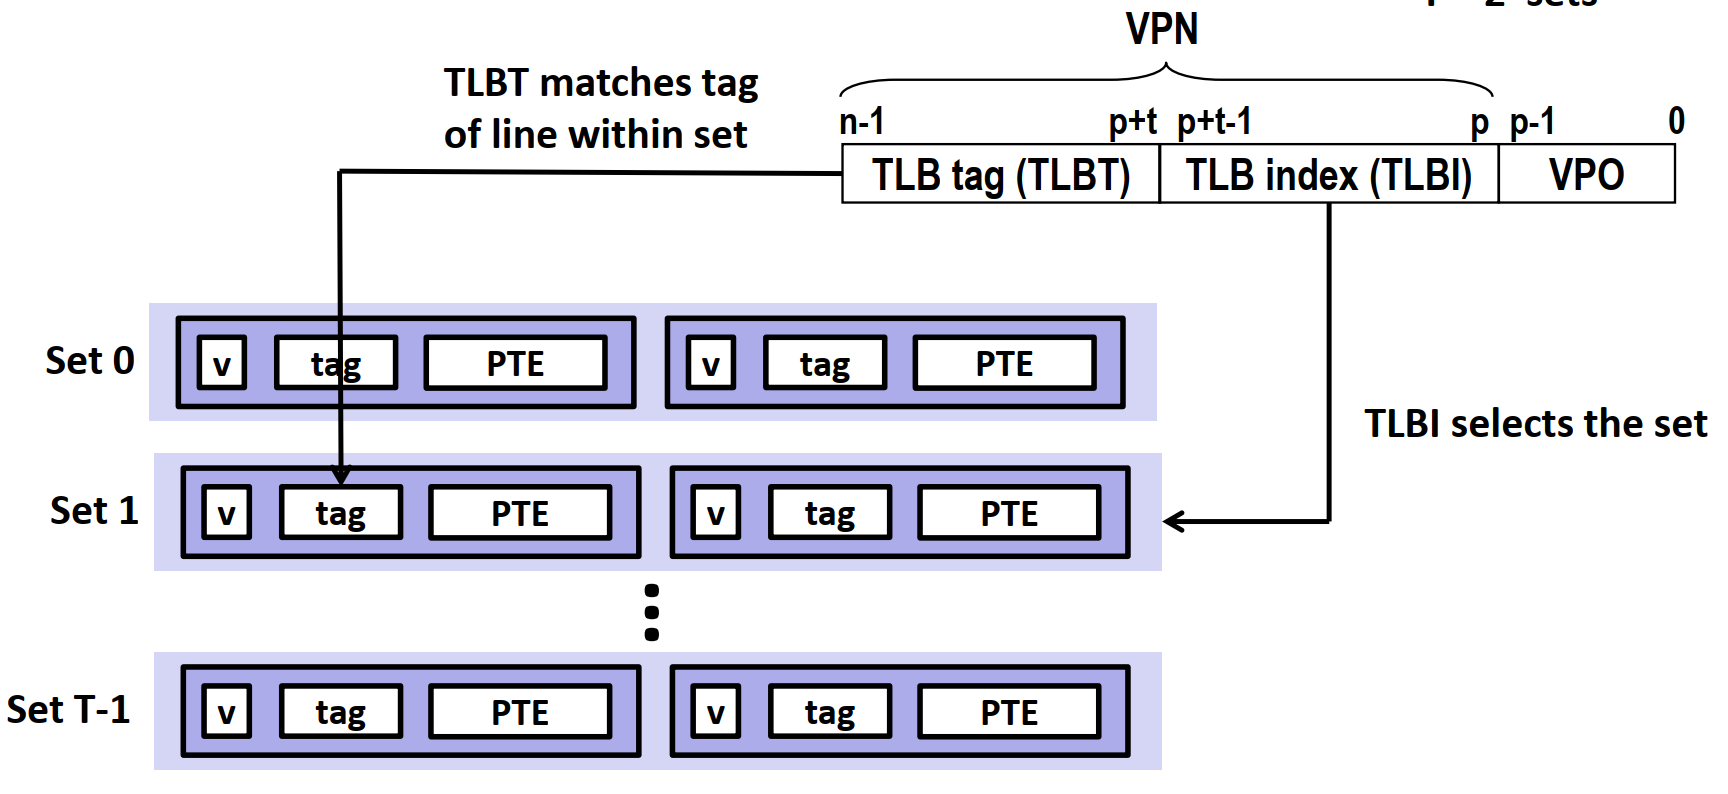 sets
VPN
TLBT matches tag
of line within set
n-1 p+t p+t-1 p p-1 0
TLB tag (TLBT) TLB index (TLBI) VPO
Set 0 v tag PTE v tag PTE
TLBI selects the set
Set 1 v tag PTE v tag PTE
Set T-1 v tag PTE v tag PTE